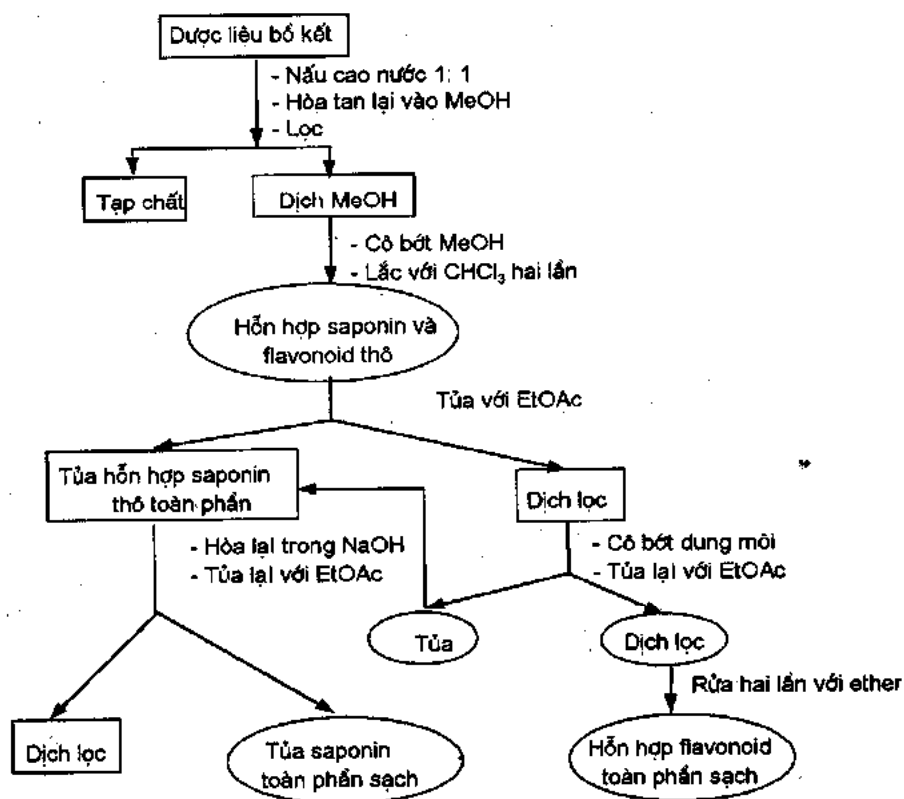 Dược liệu bồ kết
- Nấu cao nước 1: 1
- Hòa tan lại vào MeOH
- Lọc
Tạp chất
Dịch MeOH
- Cô bớt MeOH
- Lắc với CHCl₃ hai lần
Hỗn hợp saponin và
flavonoid thô
Tủa với EtOAc
Tủa hỗn hợp saponin
thô toàn phần
Dịch lọc
- Hòa lại trong NaOH
- Tủa lại với EtOAc
- Cô bớt dung môi
- Tủa lại với EtOAc
Tủa
Dịch lọc
Rửa hai lần với ether
Dịch lọc
Tủa saponin
toàn phần sạch
Hỗn hợp flavonoid
toàn phần sạch